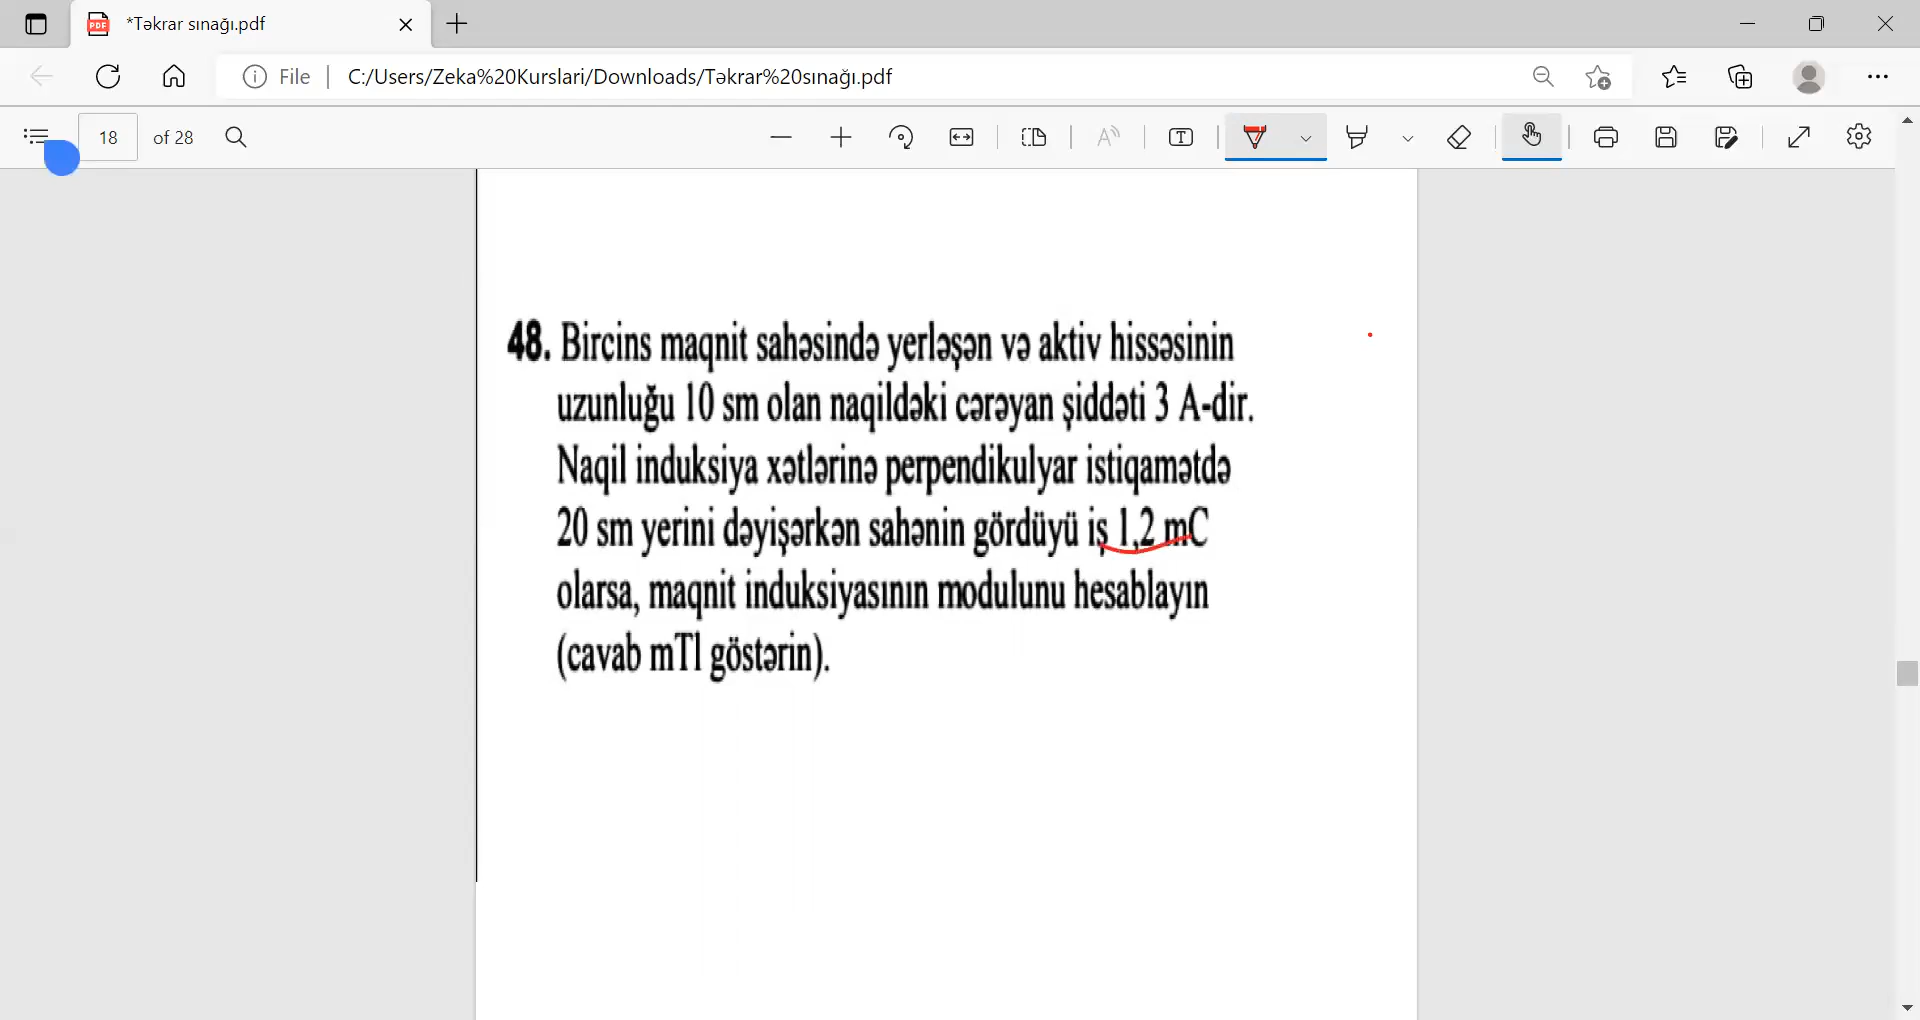 *Təkrar sınağı.pdf
File
C:/Users/Zeka%20Kurslari/Downloads/Təkrar%20sınağı.pdf
18 of 28
48. Bircins maqnit sahəsində yerləşən və aktiv hissəsinin
uzunluğu 10 sm olan naqildəki cərəyan şiddəti 3 A-dir.
Naqil induksiya xətlərinə perpendikulyar istiqamətdə
20 sm yerini dəyişərkən sahənin gördüyü iş 1,2 mC
olarsa, maqnit induksiyasının modulunu hesablayın
(cavab mTl göstərin).